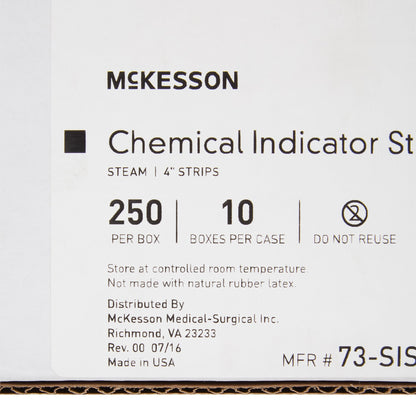 McKESSON
Chemical Indicator St
STEAM | 4" STRIPS
250 | 10
PER BOX BOXES PER CASE DO NOT REUSE
Store at controlled room temperature.
Not made with natural rubber latex.
Distributed By
McKesson Medical-Surgical Inc.
Richmond, VA 23233
Rev. 00 07/16
Made in USA
MFR # 73-SIS